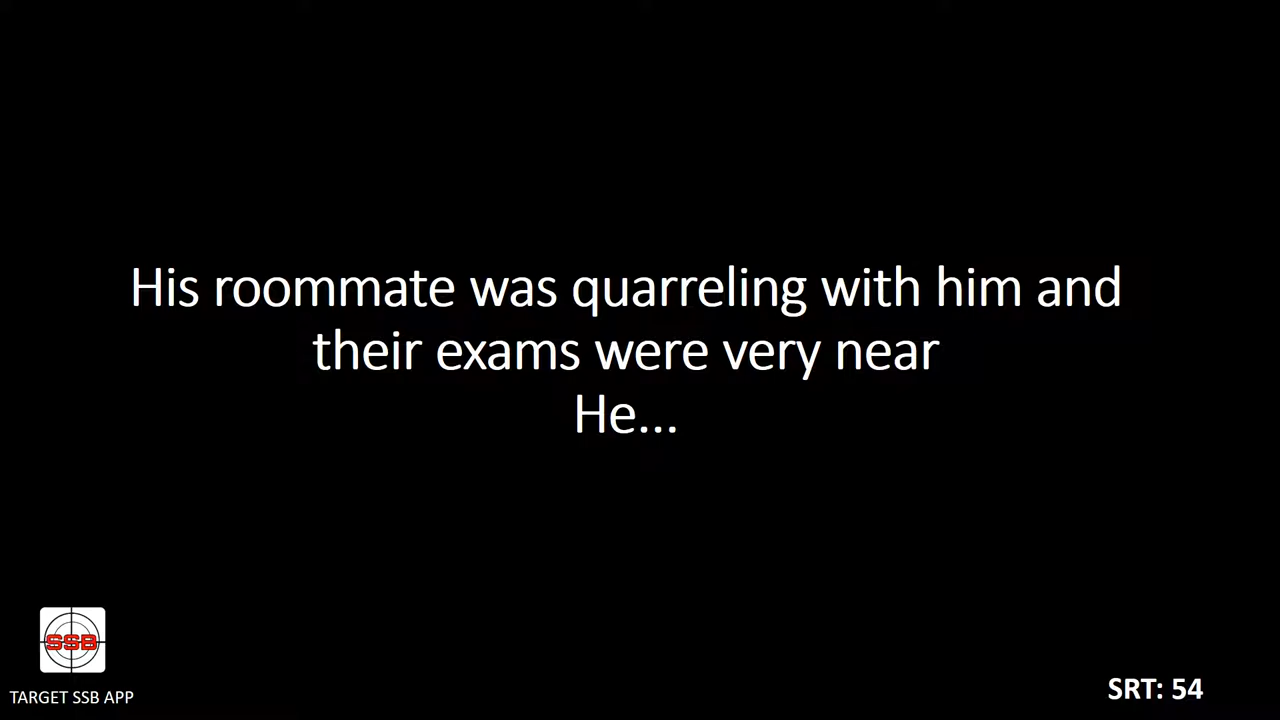 His roommate was quarreling with him and
their exams were very near
He...
SSB
TARGET SSB APP
SRT: 54